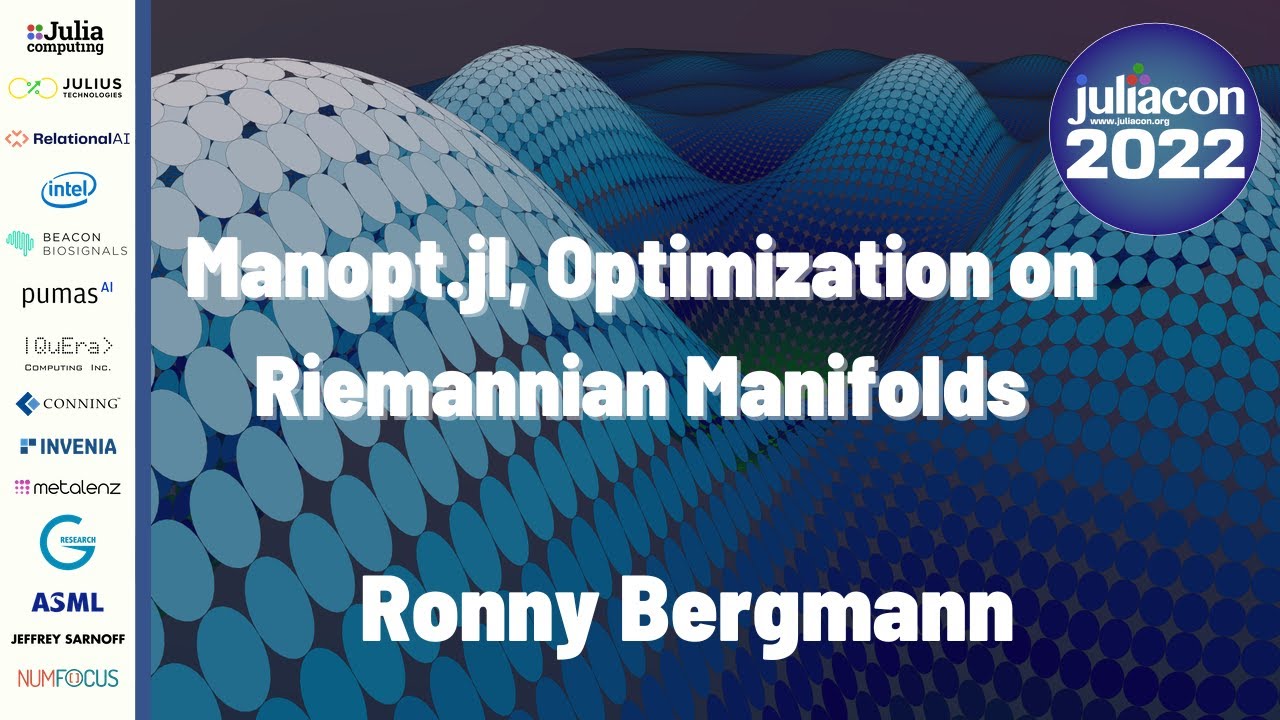 Julia
computing
JULIUS
TECHNOLOGIES
RelationalAI
intel
BEACON
BIOSIGNALS
pumas AI
|QuEra>
COMPUTING INC.
CONNING
INVENIA
metalenz
G RESEARCH
ASML
JEFFREY SARNOFF
NUMFOCUS
juliacon
www.juliacon.org
2022
Manopt.jl, Optimization on
Riemannian Manifolds
Ronny Bergmann